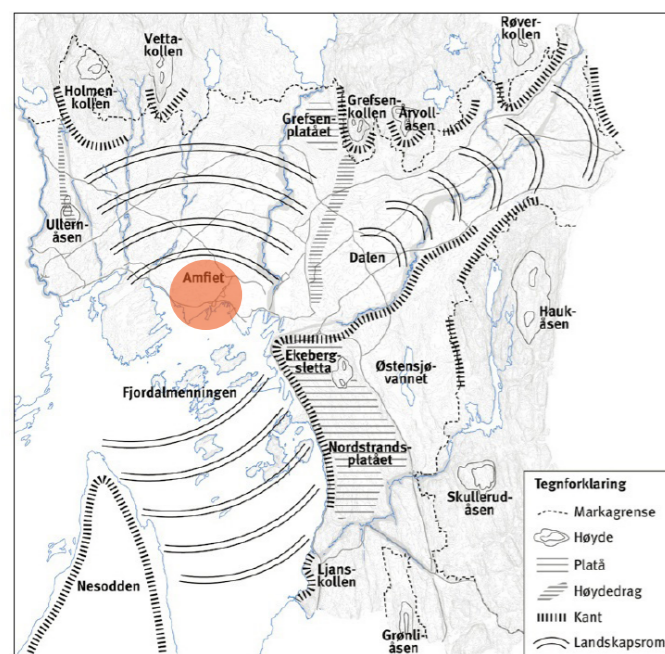 Røver-
kollen
Vetta-
kollen
Holmen-
kollen
Grefsen-
kollen
Årvoll-
åsen
Grefsen-
platået
Ullern-
åsen
Dalen
Amfiet
Hauk-
åsen
Ekeberg-
sletta
Østensjø-
vannet
Fjordalmenningen
Nordstrands-
platået
Skullerud-
åsen
Ljans-
kollen
Nesodden
Grønli-
åsen
Tegnforklaring
Markagrense
Høyde
Platå
Høydedrag
Kant
Landskapsrom